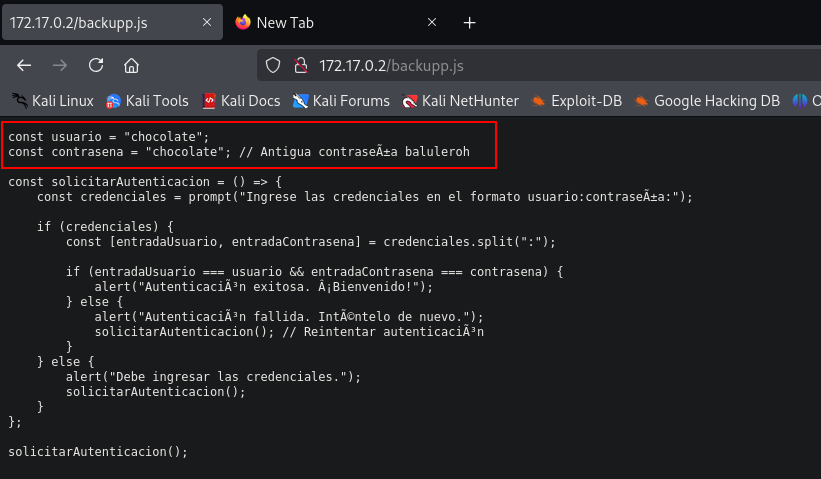 172.17.0.2/backupp.js
New Tab
172.17.0.2/backupp.js
Kali Linux Kali Tools Kali Docs Kali Forums Kali NetHunter Exploit-DB Google Hacking DB
const usuario = "chocolate";
const contrasena = "chocolate"; // Antigua contraseÃ±a baluleroh
const solicitarAutenticacion = () => {
    const credenciales = prompt("Ingrese las credenciales en el formato usuario:contraseÃ±a:");
    if (credenciales) {
        const [entradaUsuario, entradaContrasena] = credenciales.split(":");
        if (entradaUsuario === usuario && entradaContrasena === contrasena) {
            alert("AutenticaciÃ³n exitosa. Â¡Bienvenido!");
        } else {
            alert("AutenticaciÃ³n fallida. IntÃ©ntelo de nuevo.");
            solicitarAutenticacion(); // Reintentar autenticaciÃ³n
        }
    } else {
        alert("Debe ingresar las credenciales.");
        solicitarAutenticacion();
    }
};
solicitarAutenticacion();